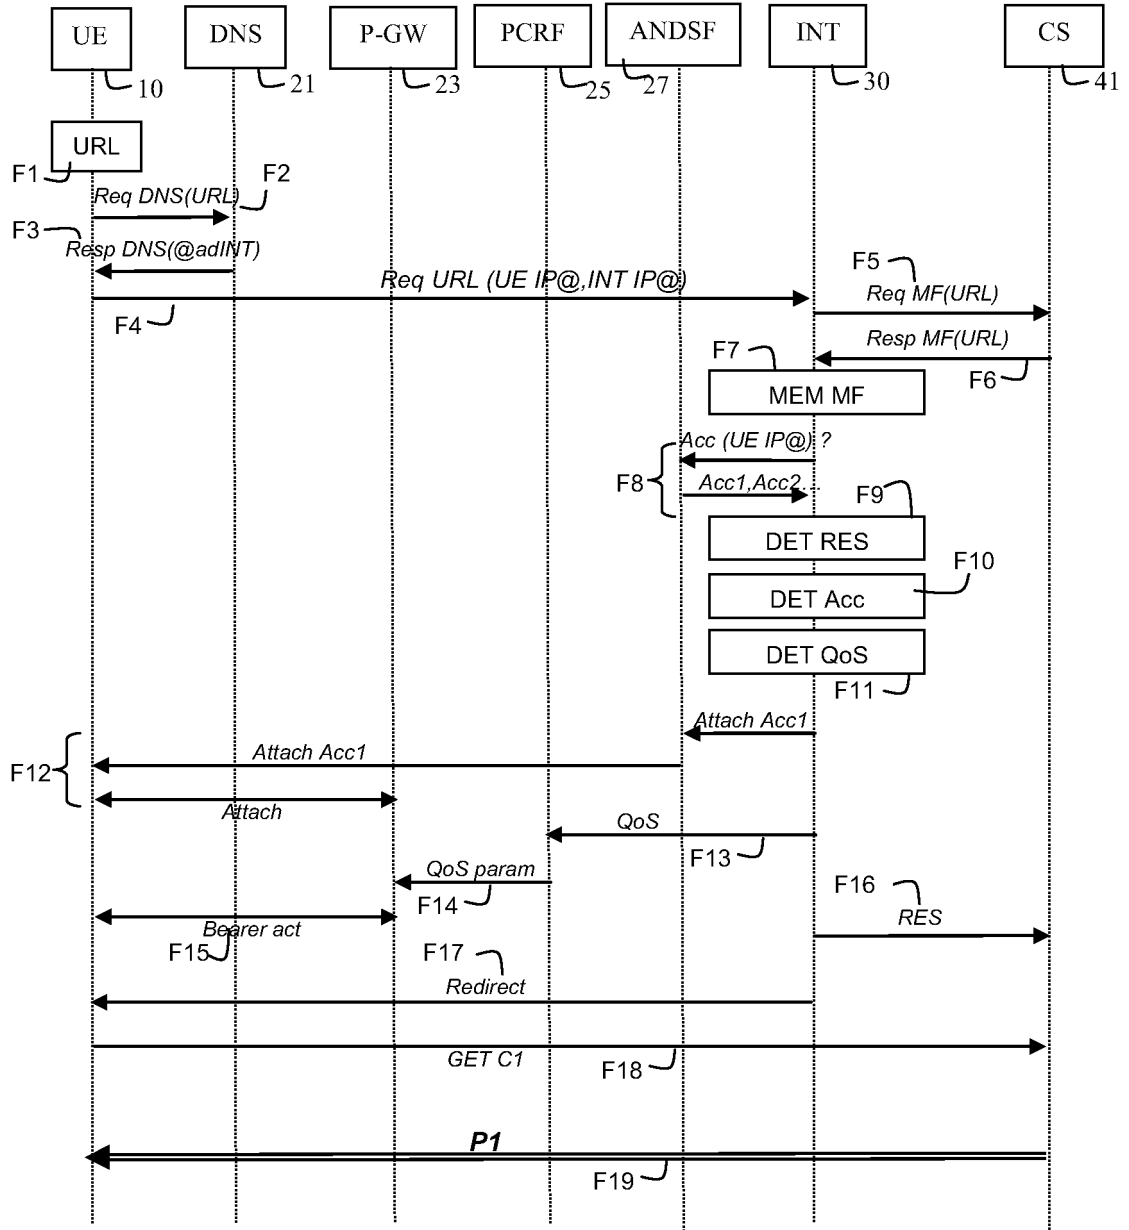 UE
DNS
P-GW
PCRF
ANDSF
INT
CS
10
21
23
25
27
30
41
URL
F1
F2
Req DNS(URL)
F3
Resp DNS(@adINT)
Req URL (UE IP@,INT IP@)
F4
F5
Req MF(URL)
Resp MF(URL)
F6
F7
MEM MF
Acc (UE IP@) ?
F8
Acc1,Acc2...
F9
DET RES
F10
DET Acc
DET QoS
F11
Attach Acc1
Attach Acc1
F12
Attach
QoS
F13
QoS param
F14
F16
RES
Bearer act
F15
F17
Redirect
GET C1
F18
P1
F19